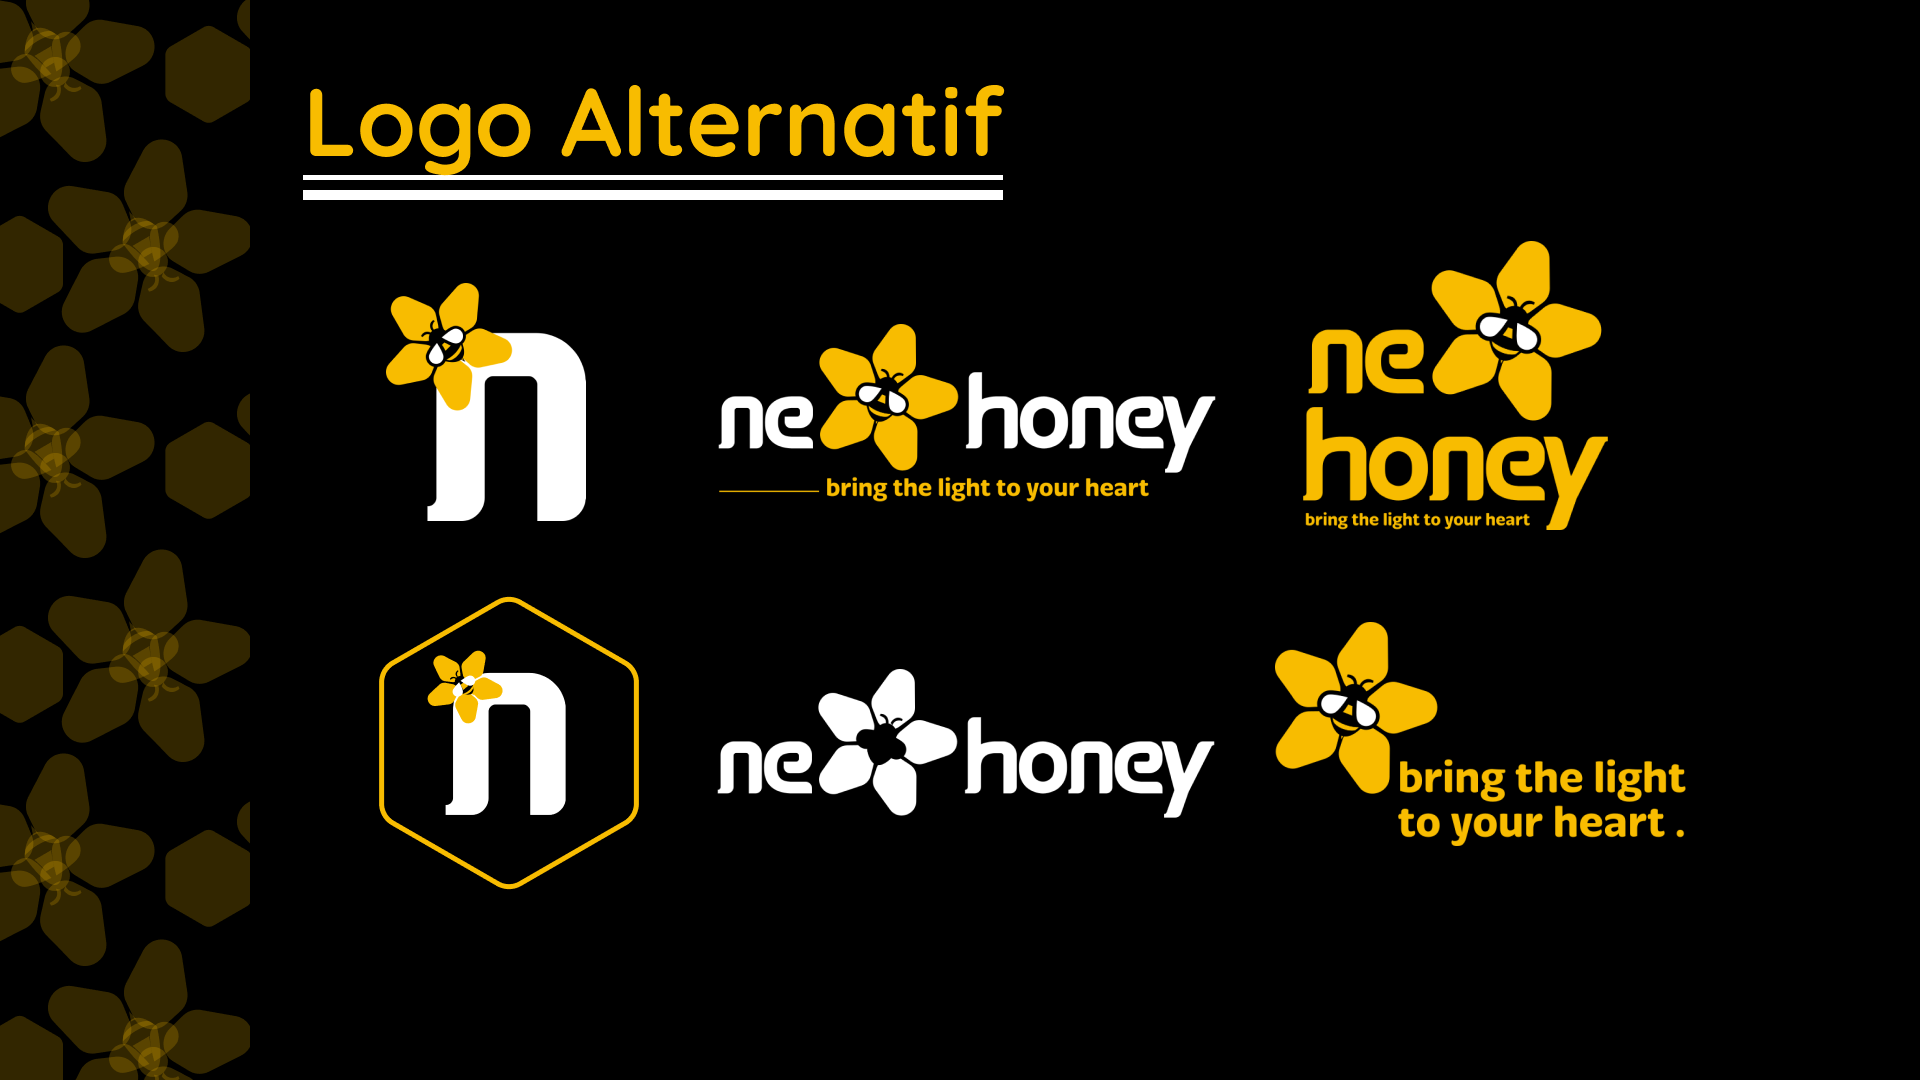 Logo Alternatif
n
ne honey
bring the light to your heart
ne
honey
bring the light to your heart
n
ne honey
bring the light
to your heart .